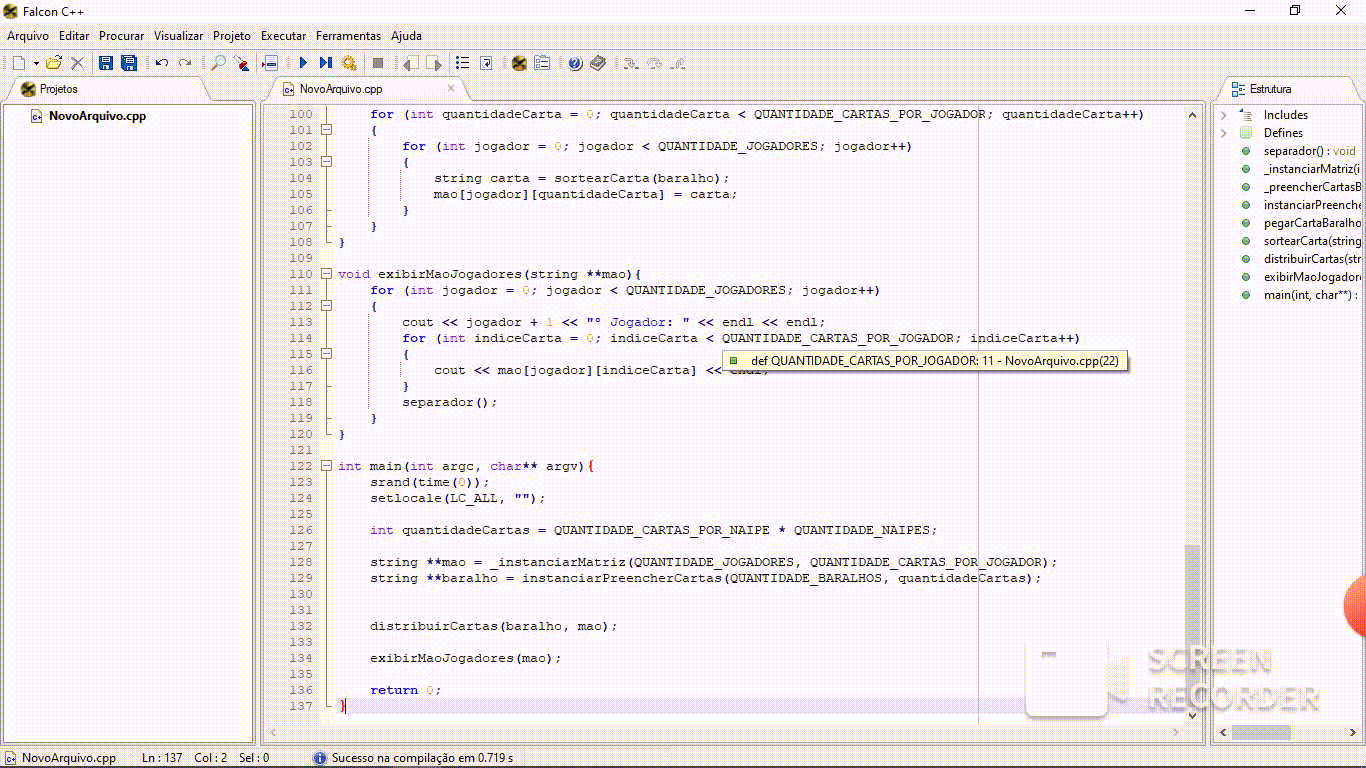 Falcon C++
Arquivo Editar Procurar Visualizar Projeto Executar Ferramentas Ajuda
Projetos
NovoArquivo.cpp
NovoArquivo.cpp
100 for (int quantidadeCarta = 0; quantidadeCarta < QUANTIDADE_CARTAS_POR_JOGADOR; quantidadeCarta++)
101 {
102 for (int jogador = 0; jogador < QUANTIDADE_JOGADORES; jogador++)
103 {
104 string carta = sortearCarta(baralho);
105 mao[jogador][quantidadeCarta] = carta;
106 }
107 }
108 }
109
110 void exibirMaoJogadores(string **mao){
111 for (int jogador = 0; jogador < QUANTIDADE_JOGADORES; jogador++)
112 {
113 cout << jogador + 1 << "° Jogador: " << endl << endl;
114 for (int indiceCarta = 0; indiceCarta < QUANTIDADE_CARTAS_POR_JOGADOR; indiceCarta++)
115 {
def QUANTIDADE_CARTAS_POR_JOGADOR: 11 - NovoArquivo.cpp(22)
116 cout << mao[jogador][indiceCarta] << endl;
117 }
118 separador();
119 }
120 }
121
122 int main(int argc, char** argv){
123 srand(time(0));
124 setlocale(LC_ALL, "");
125
126 int quantidadeCartas = QUANTIDADE_CARTAS_POR_NAIPE * QUANTIDADE_NAIPES;
127
128 string **mao = _instanciarMatriz(QUANTIDADE_JOGADORES, QUANTIDADE_CARTAS_POR_JOGADOR);
129 string **baralho = instanciarPreencherCartas(QUANTIDADE_BARALHOS, quantidadeCartas);
130
131
132 distribuirCartas(baralho, mao);
133
134 exibirMaoJogadores(mao);
135
136 return 0;
137 }
Estrutura
Includes
Defines
separador() : void
_instanciarMatriz(i
_preencherCartasB
instanciarPreenche
pegarCartaBaralho
sortearCarta(string
distribuirCartas(str
exibirMaoJogadore
main(int, char**) :
SCREEN
RECORDER
NovoArquivo.cpp Ln : 137 Col : 2 Sel : 0 Sucesso na compilação em 0.719 s